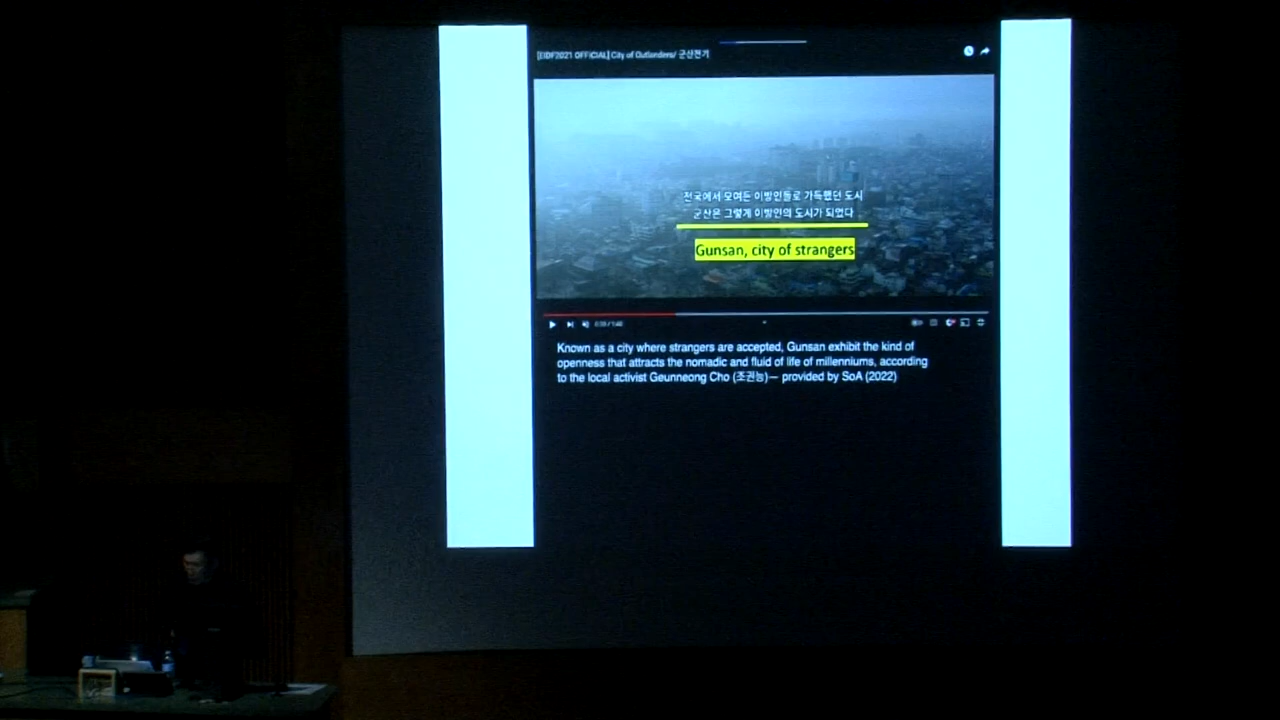 [EIDF2021 OFFICIAL] City of Outlanders/ 군산전기
전국에서 모여든 이방인들로 가득했던 도시
군산은 그렇게 이방인의 도시가 되었다
Gunsan, city of strangers
Known as a city where strangers are accepted, Gunsan exhibit the kind of
openness that attracts the nomadic and fluid of life of millenniums, according
to the local activist Geunneong Cho (조권능)— provided by SoA (2022)